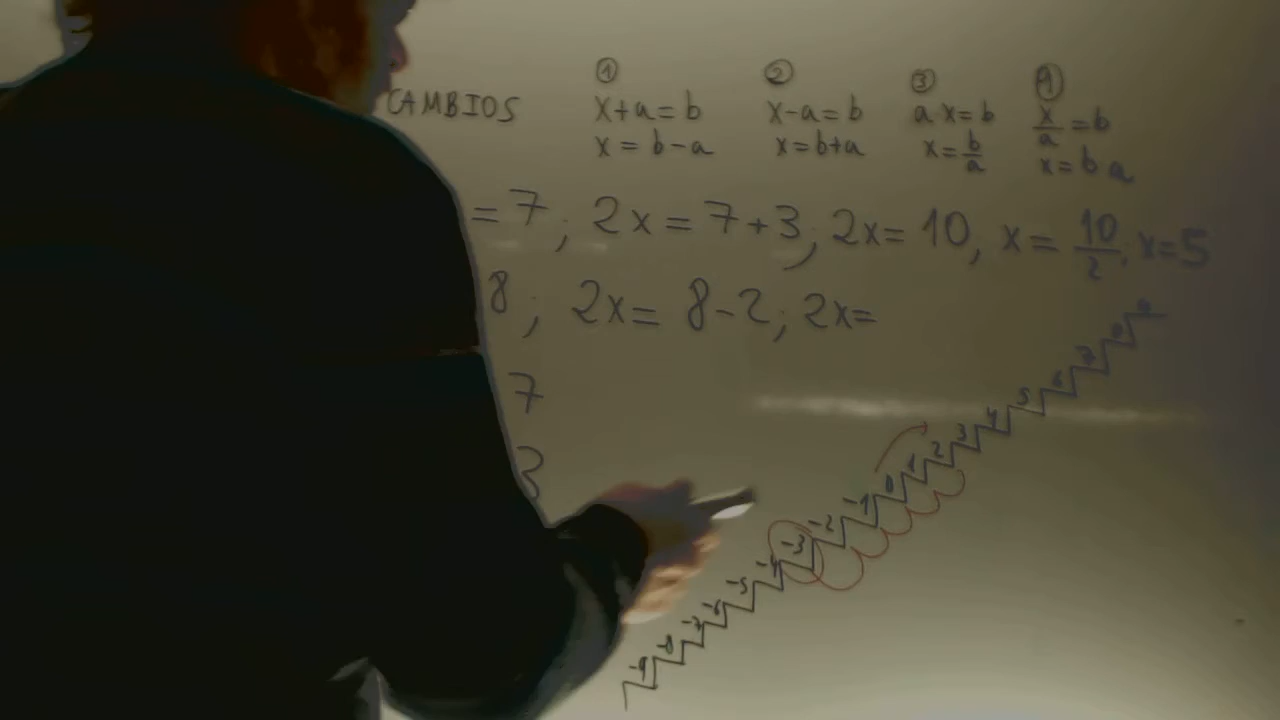 ① ② ③ ④
CAMBIOS x+a=b x-a=b ax=b x/a=b
x=b-a x=b+a x=b/a x=b a
=7; 2x=7+3; 2x=10, x=10/2; x=5
8; 2x=8-2; 2x=
7
3
-9 -8 -7 -6 -5 -4 -3 -2 -1 0 1 2 3 4 5 6 7 8 9